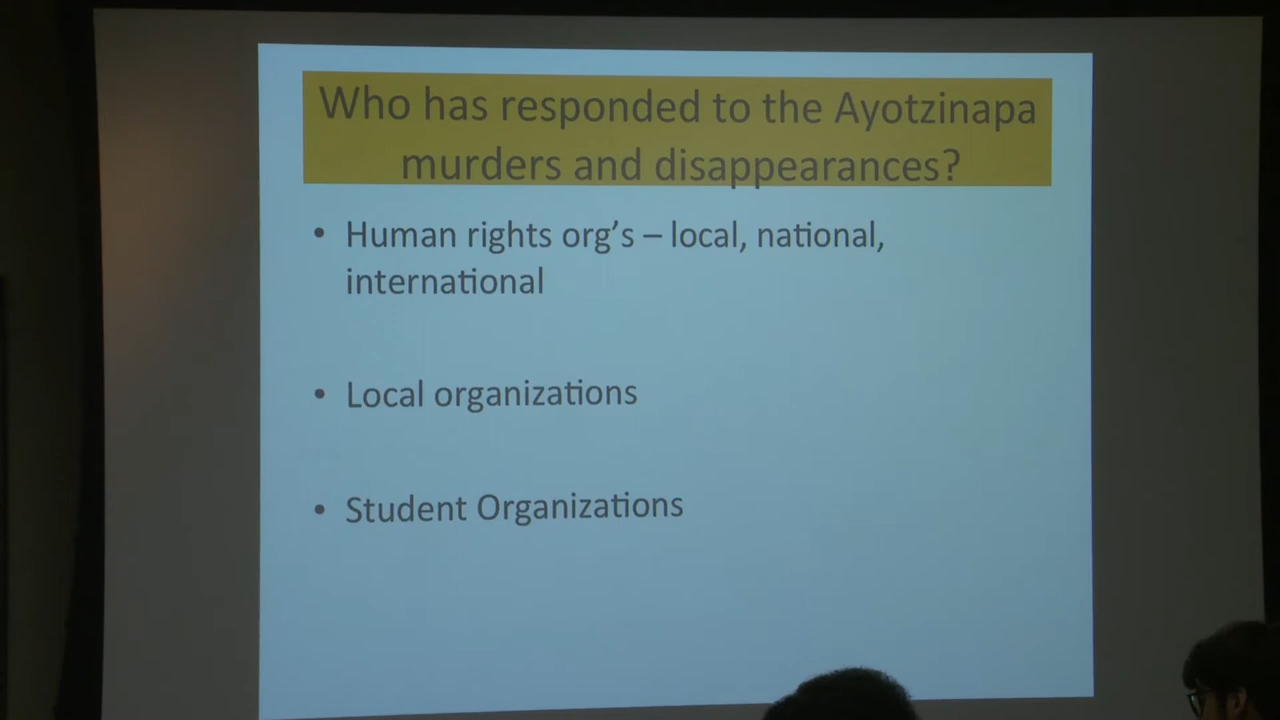 Who has responded to the Ayotzinapa
murders and disappearances?
• Human rights org's – local, national,
international
• Local organizations
• Student Organizations